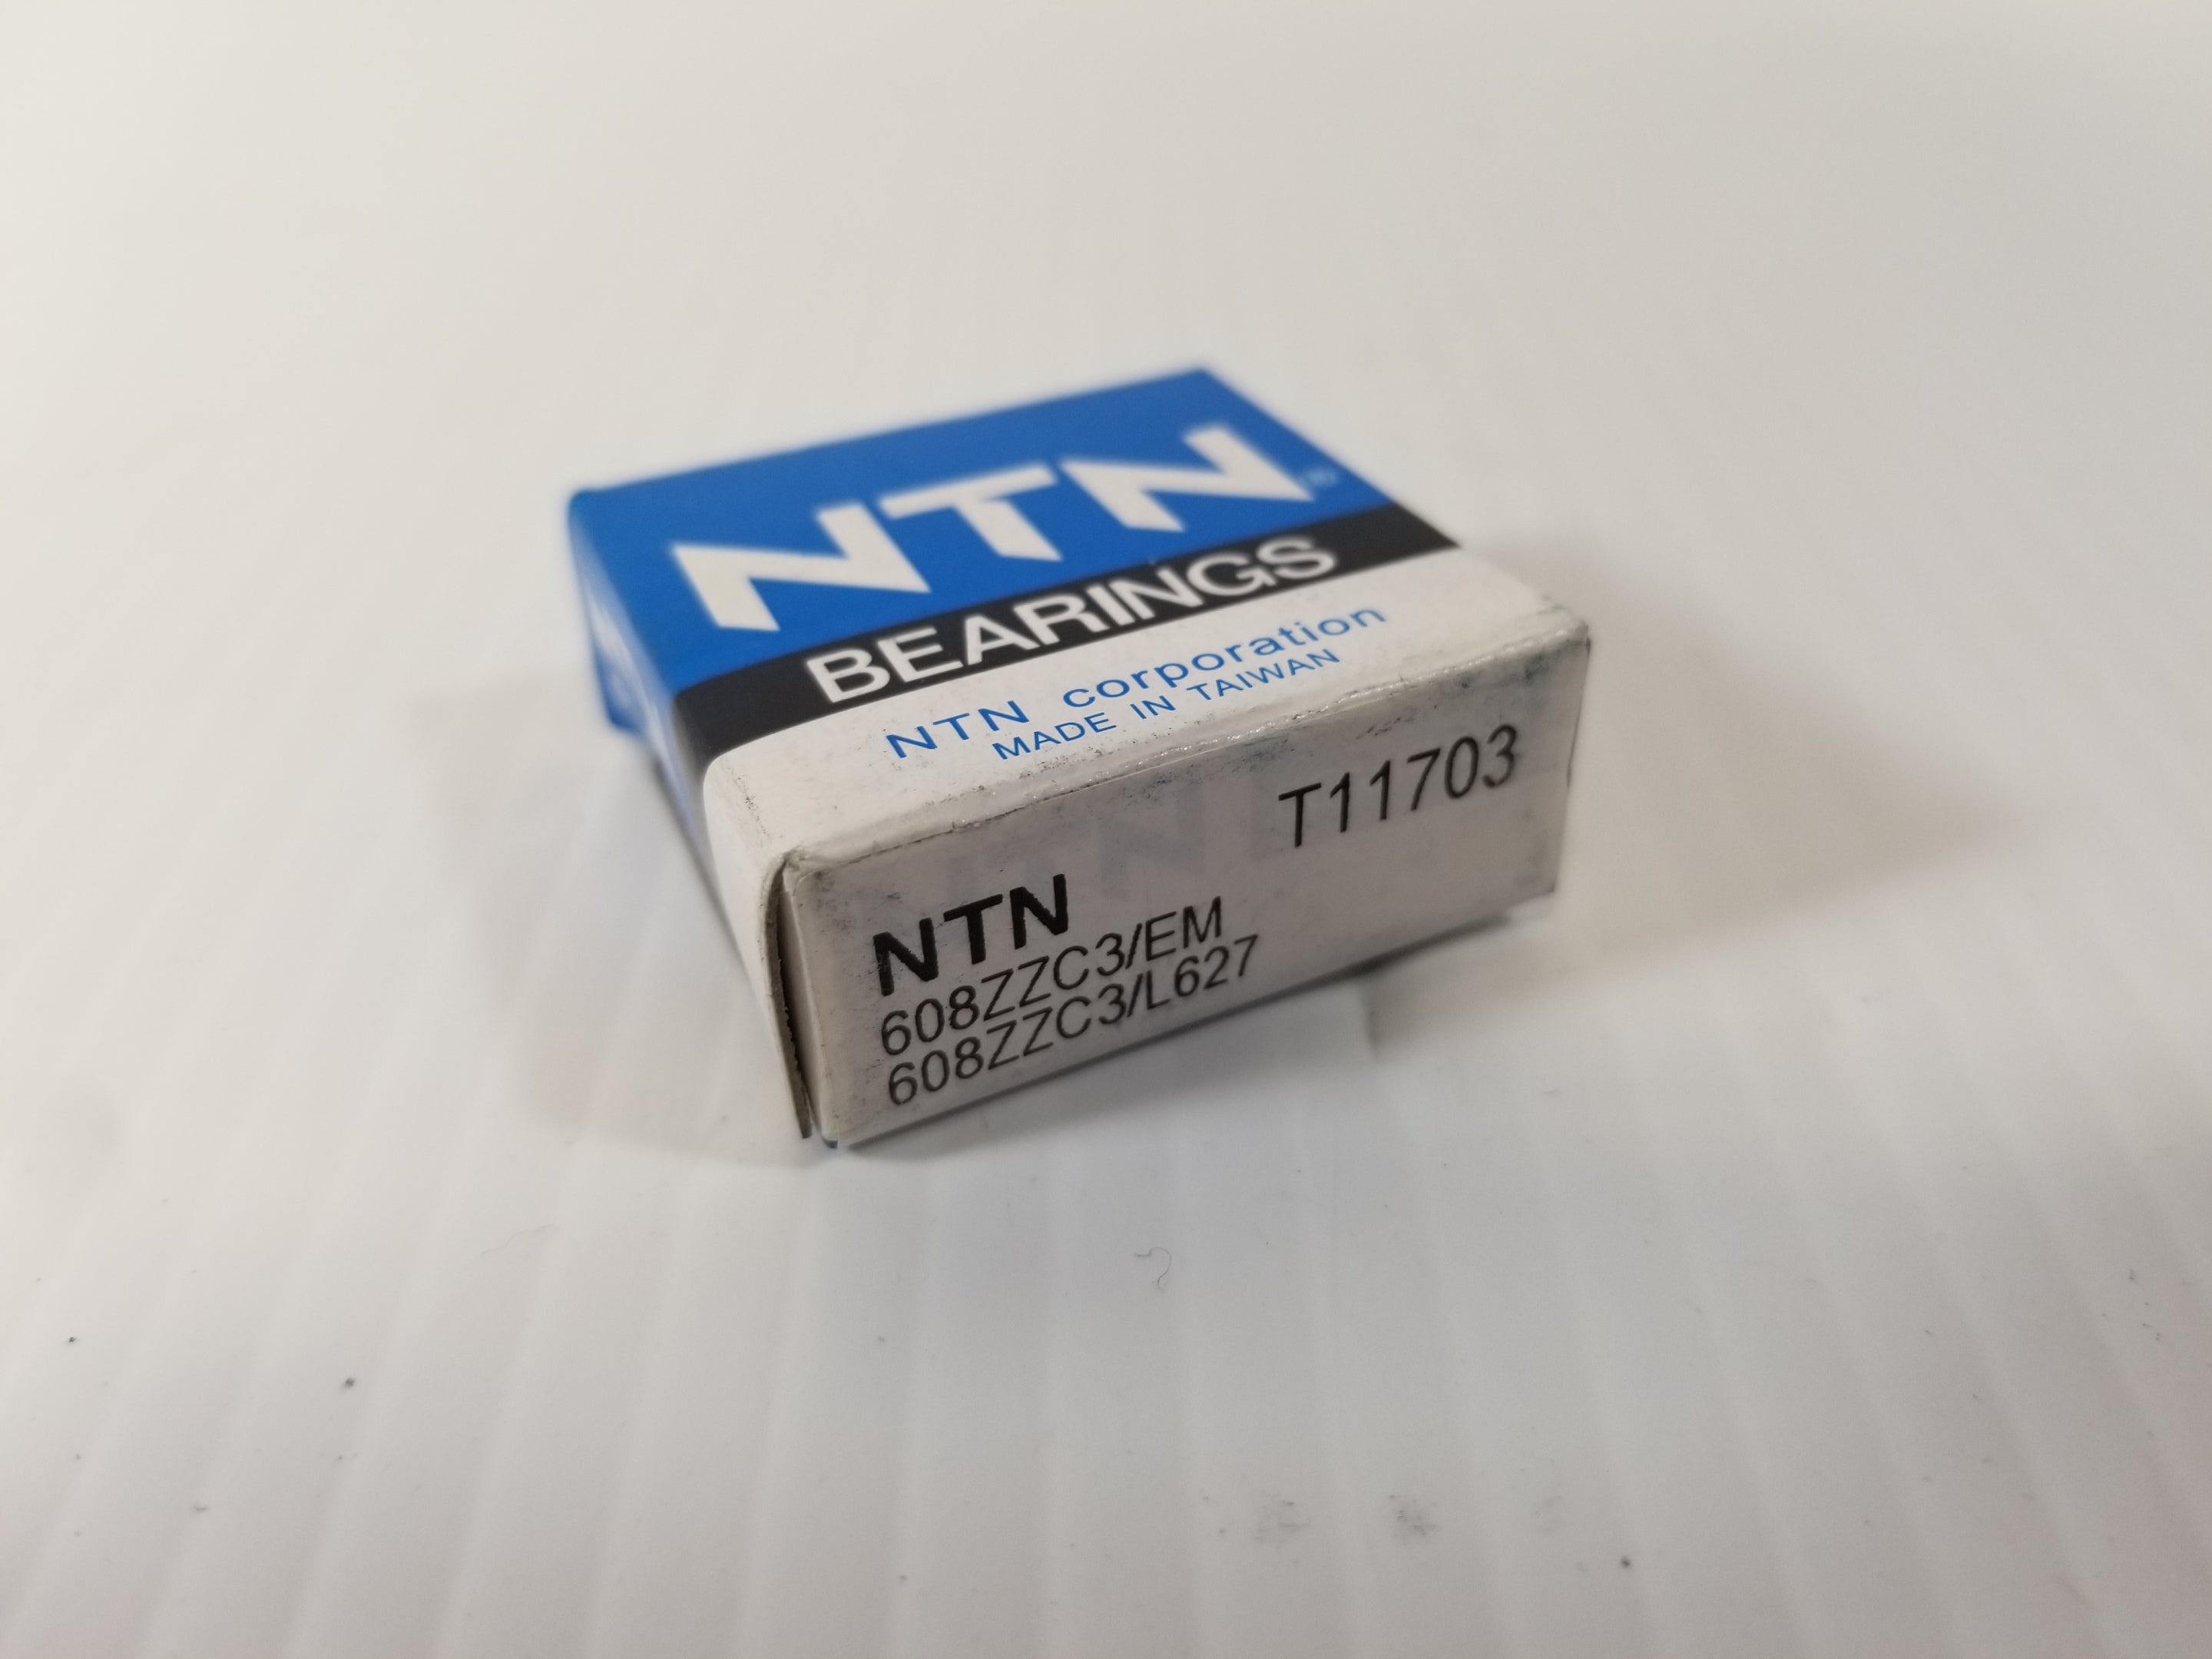 NTN®
BEARINGS
NTN corporation
MADE IN TAIWAN
T11703
NTN
608ZZC3/EM
608ZZC3/L627